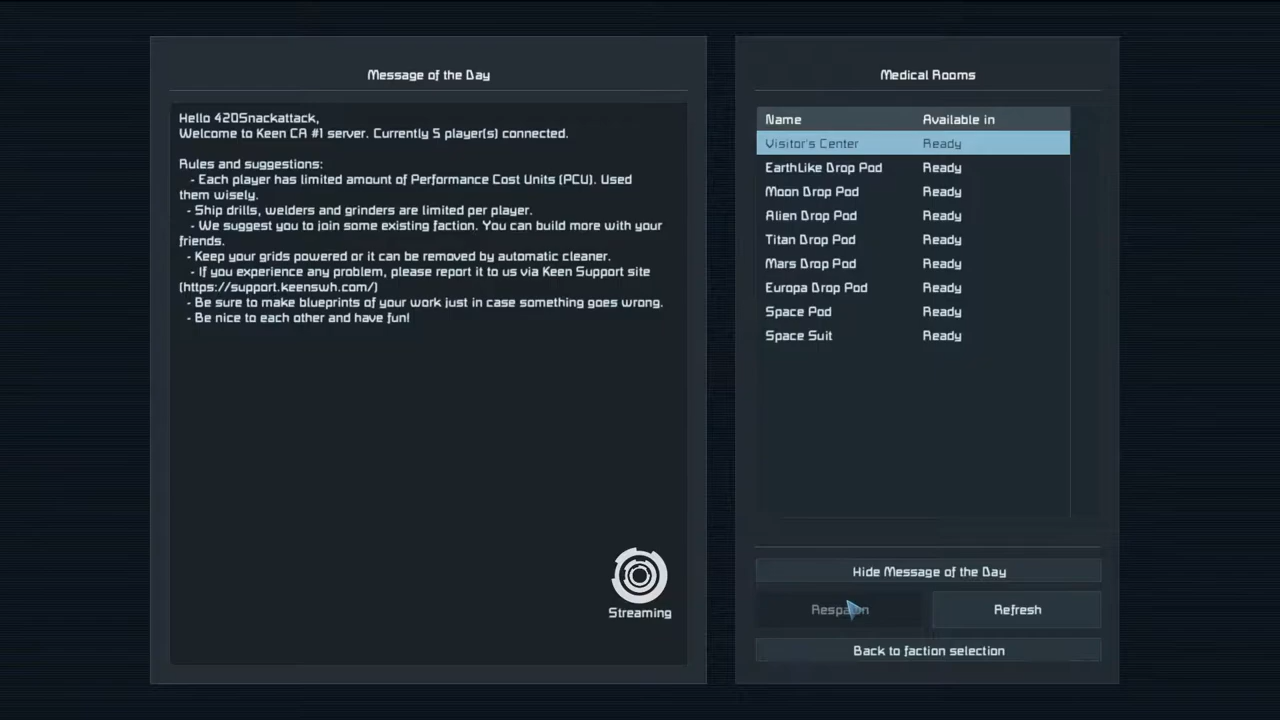 Message of the Day
Hello 420Snackattack,
Welcome to Keen CA #1 server. Currently 5 player(s) connected.
Rules and suggestions:
- Each player has limited amount of Performance Cost Units (PCU). Used
them wisely.
- Ship drills, welders and grinders are limited per player.
- We suggest you to join some existing faction. You can build more with your
friends.
- Keep your grids powered or it can be removed by automatic cleaner.
- If you experience any problem, please report it to us via Keen Support site
(https://support.keenswh.com/)
- Be sure to make blueprints of your work just in case something goes wrong.
- Be nice to each other and have fun!
Streaming
Medical Rooms
Name Available in
Visitor's Center Ready
EarthLike Drop Pod Ready
Moon Drop Pod Ready
Alien Drop Pod Ready
Titan Drop Pod Ready
Mars Drop Pod Ready
Europa Drop Pod Ready
Space Pod Ready
Space Suit Ready
Hide Message of the Day
Respawn Refresh
Back to faction selection